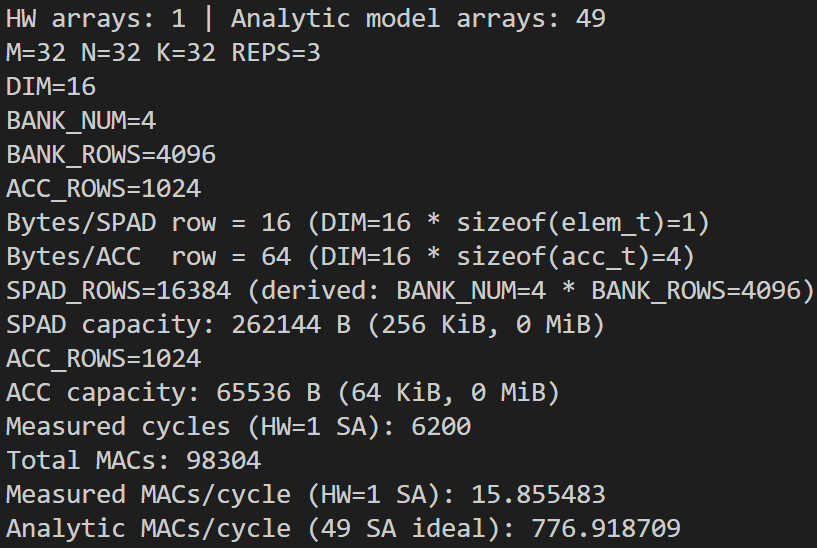 HW arrays: 1 | Analytic model arrays: 49
M=32 N=32 K=32 REPS=3
DIM=16
BANK_NUM=4
BANK_ROWS=4096
ACC_ROWS=1024
Bytes/SPAD row = 16 (DIM=16 * sizeof(elem_t)=1)
Bytes/ACC  row = 64 (DIM=16 * sizeof(acc_t)=4)
SPAD_ROWS=16384 (derived: BANK_NUM=4 * BANK_ROWS=4096)
SPAD capacity: 262144 B (256 KiB, 0 MiB)
ACC_ROWS=1024
ACC capacity: 65536 B (64 KiB, 0 MiB)
Measured cycles (HW=1 SA): 6200
Total MACs: 98304
Measured MACs/cycle (HW=1 SA): 15.855483
Analytic MACs/cycle (49 SA ideal): 776.918709